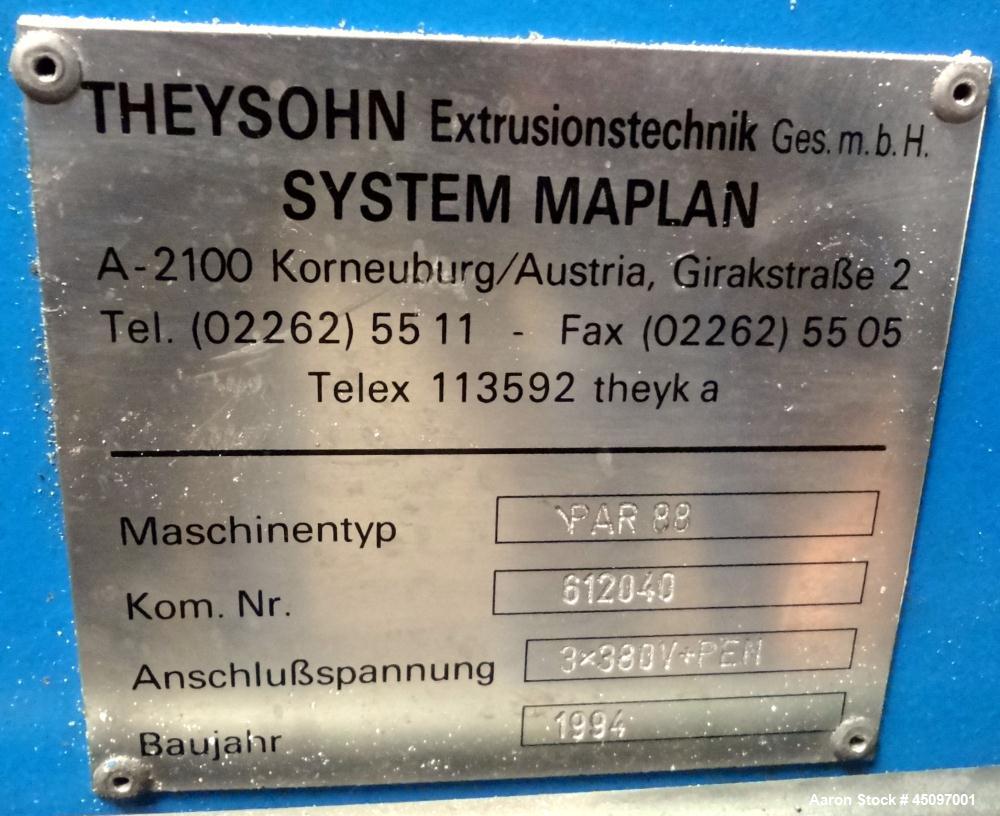 THEYSOHN Extrusionstechnik Ges. m. b. H.
SYSTEM MAPLAN
A-2100 Korneuburg/Austria, Girakstraße 2
Tel. (02262) 55 11 - Fax (02262) 55 05
Telex 113592 theyk a
Maschinentyp PAR 88
Kom. Nr. 612040
Anschlußspannung 3×380V+PEN
Baujahr 1994
Aaron Stock # 45097001